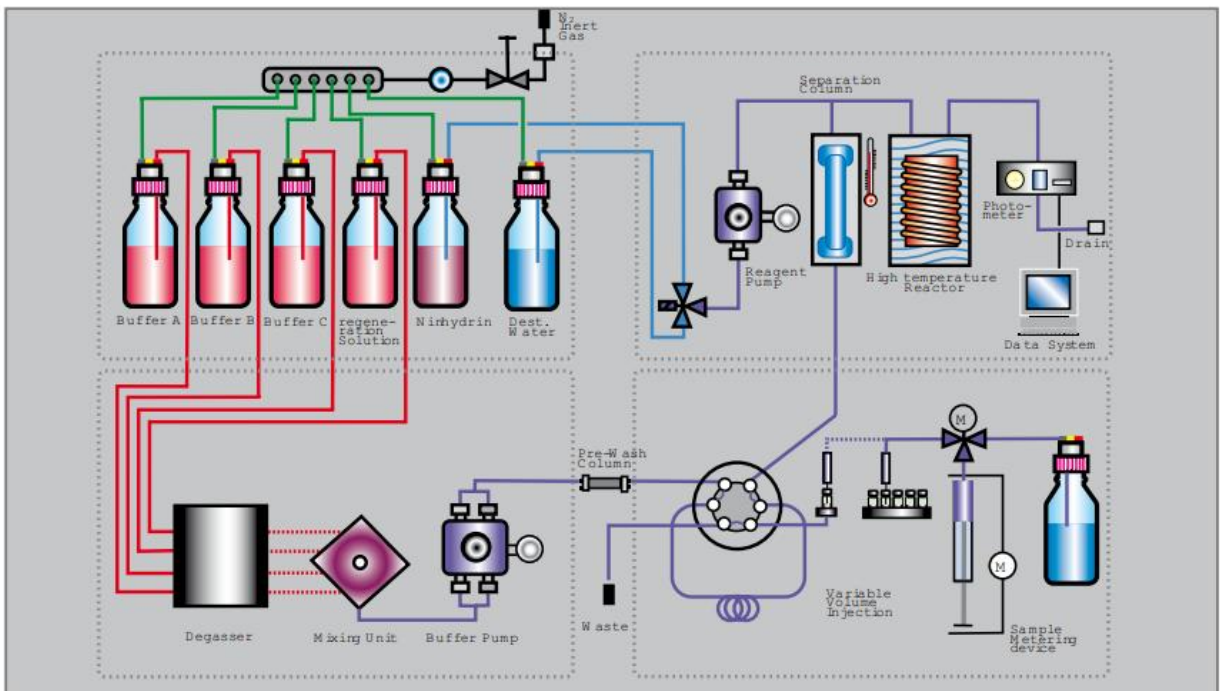 N₂
Inert
Gas
Separation
Column
Buffer A
Buffer B
Buffer C
regene-
ration
Solution
Ninhydrin
Dest.
Water
Reagent
Pump
High temperature
Reactor
Photo-
meter
Drain
Data System
Pre-Wash
Column
M
M
Degasser
Mixing Unit
Buffer Pump
Waste
Variable
Volume
Injection
Sample
Metering
device